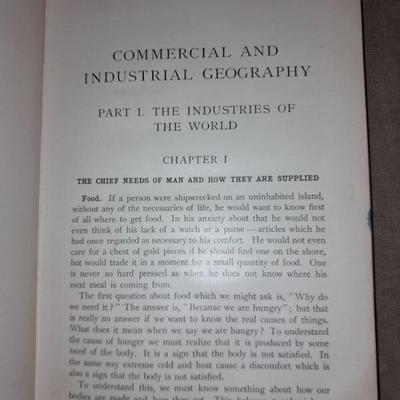 COMMERCIAL AND
INDUSTRIAL GEOGRAPHY
PART I. THE INDUSTRIES OF
THE WORLD
CHAPTER I
THE CHIEF NEEDS OF MAN AND HOW THEY ARE SUPPLIED
Food. If a person were shipwrecked on an uninhabited island,
without any of the necessaries of life, he would want to know first
of all where to get food. In his anxiety about that he would not
even think of his lack of a watch or a purse—articles which he
had once regarded as necessary to his comfort. He would not even
care for a chest of gold pieces if he should find one on the shore,
but would trade it in a moment for a small quantity of food. One
is never so hard pressed as when he does not know where his
next meal is coming from.
The first question about food which we might ask is, "Why do
we need it?" The answer is, "Because we are hungry"; but that
is really no answer if we want to know the real causes of things.
What does it mean when we say we are hungry? To understand
the cause of hunger we must realize that it is produced by some
need of the body. It is a sign that the body is not satisfied. In
the same way extreme cold and heat cause a discomfort which is
also a sign that the body is not satisfied.
To understand this, we must know something about how our
bodies are made and how they